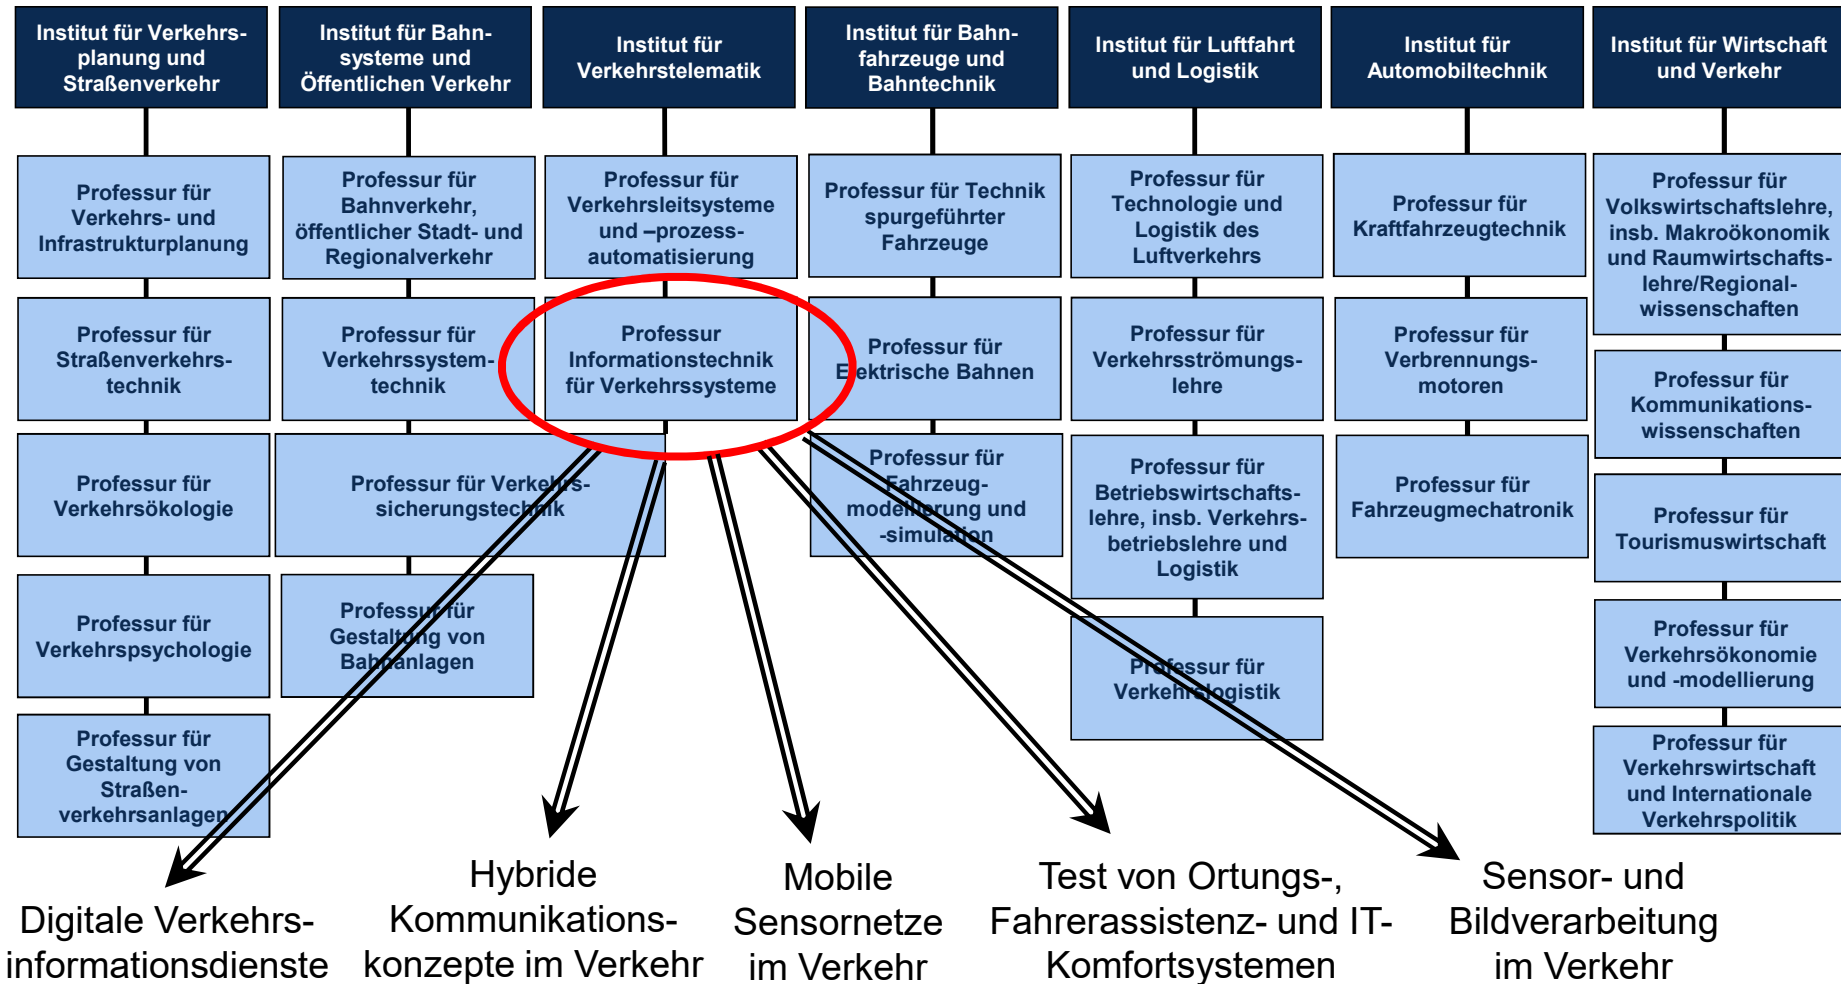 Institut für Verkehrs-
planung und
Straßenverkehr
Institut für Bahn-
systeme und
Öffentlichen Verkehr
Institut für
Verkehrstelematik
Institut für Bahn-
fahrzeuge und
Bahntechnik
Institut für Luftfahrt
und Logistik
Institut für
Automobiltechnik
Institut für Wirtschaft
und Verkehr
Professur für
Verkehrs- und
Infrastrukturplanung
Professur für
Bahnverkehr,
öffentlicher Stadt- und
Regionalverkehr
Professur für
Verkehrsleitsysteme
und –prozess-
automatisierung
Professur für Technik
spurgeführter
Fahrzeuge
Professur für
Technologie und
Logistik des
Luftverkehrs
Professur für
Kraftfahrzeugtechnik
Professur für
Volkswirtschaftslehre,
insb. Makroökonomik
und Raumwirtschafts-
lehre/Regional-
wissenschaften
Professur für
Straßenverkehrs-
technik
Professur für
Verkehrssystem-
technik
Professur
Informationstechnik
für Verkehrssysteme
Professur für
Elektrische Bahnen
Professur für
Verkehrsströmungs-
lehre
Professur für
Verbrennungs-
motoren
Professur für
Kommunikations-
wissenschaften
Professur für
Verkehrsökologie
Professur für Verkehrs-
sicherungstechnik
Professur für
Fahrzeug-
modellierung und
-simulation
Professur für
Betriebswirtschafts-
lehre, insb. Verkehrs-
betriebslehre und
Logistik
Professur für
Fahrzeugmechatronik
Professur für
Tourismuswirtschaft
Professur für
Verkehrspsychologie
Professur für
Gestaltung von
Bahnanlagen
Professur für
Verkehrslogistik
Professur für
Verkehrsökonomie
und -modellierung
Professur für
Gestaltung von
Straßen-
verkehrsanlagen
Professur für
Verkehrswirtschaft
und Internationale
Verkehrspolitik
Digitale Verkehrs-
informationsdienste
Hybride
Kommunikations-
konzepte im Verkehr
Mobile
Sensornetze
im Verkehr
Test von Ortungs-,
Fahrerassistenz- und IT-
Komfortsystemen
Sensor- und
Bildverarbeitung
im Verkehr